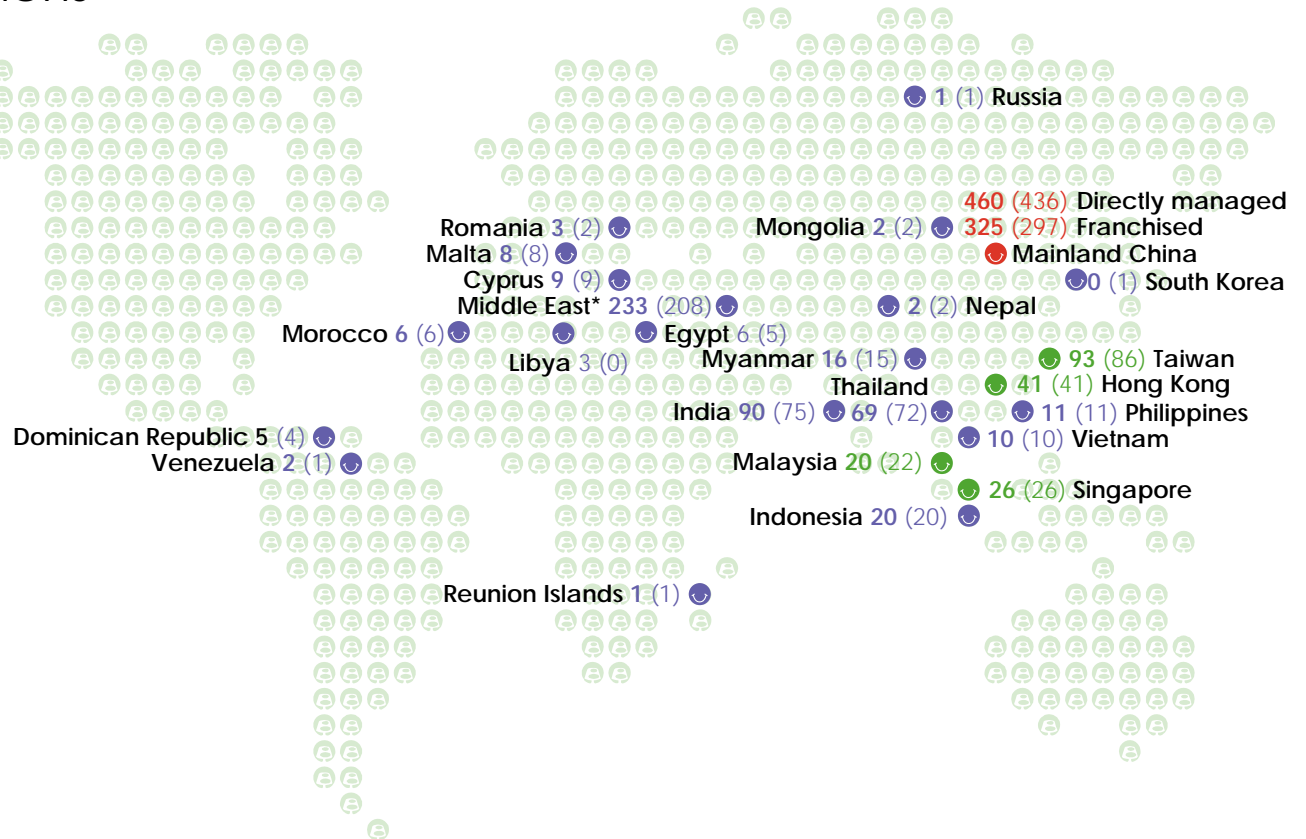 1 (1) Russia
460 (436) Directly managed
Romania 3 (2)
Mongolia 2 (2)
325 (297) Franchised
Malta 8 (8)
Mainland China
Cyprus 9 (9)
0 (1) South Korea
Middle East* 233 (208)
2 (2) Nepal
Morocco 6 (6)
Egypt 6 (5)
Libya 3 (0)
Myanmar 16 (15)
93 (86) Taiwan
Thailand
41 (41) Hong Kong
India 90 (75)
69 (72)
11 (11) Philippines
Dominican Republic 5 (4)
10 (10) Vietnam
Venezuela 2 (1)
Malaysia 20 (22)
26 (26) Singapore
Indonesia 20 (20)
Reunion Islands 1 (1)